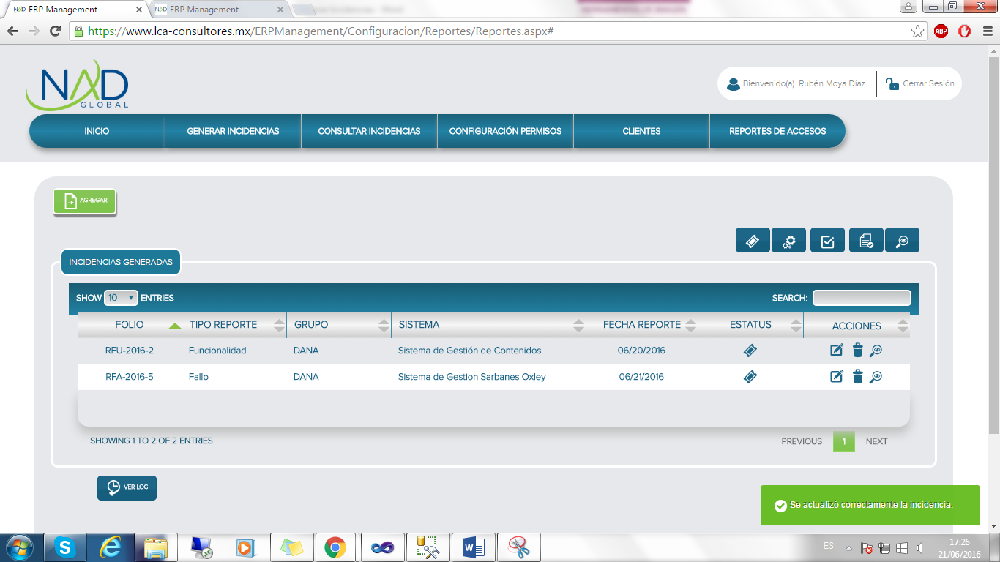 NAD ERP Management
NAD ERP Management
https://www.lca-consultores.mx/ERPManagement/Configuracion/Reportes/Reportes.aspx#
ABP
NAD
GLOBAL
Bienvenido(a) Rubén Moya Díaz
Cerrar Sesión
INICIO
GENERAR INCIDENCIAS
CONSULTAR INCIDENCIAS
CONFIGURACIÓN PERMISOS
CLIENTES
REPORTES DE ACCESOS
AGREGAR
INCIDENCIAS GENERADAS
SHOW 10 ENTRIES
SEARCH:
FOLIO TIPO REPORTE GRUPO SISTEMA FECHA REPORTE ESTATUS ACCIONES
RFU-2016-2 Funcionalidad DANA Sistema de Gestión de Contenidos 06/20/2016
RFA-2016-5 Fallo DANA Sistema de Gestion Sarbanes Oxley 06/21/2016
SHOWING 1 TO 2 OF 2 ENTRIES
PREVIOUS 1 NEXT
VER LOG
Se actualizó correctamente la incidencia.
ES
17:26
21/06/2016